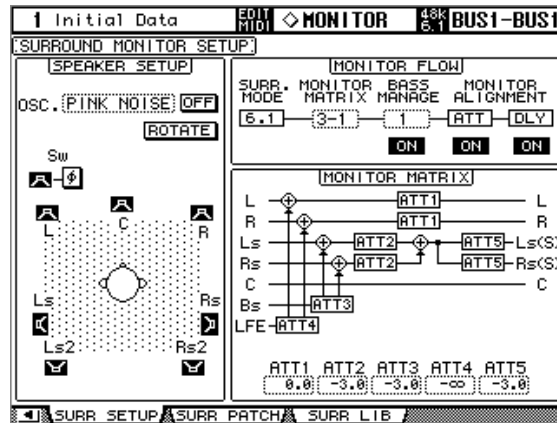 1 Initial Data EDIT MIDI ◇MONITOR 48k 6.1 BUS1-BUS1
SURROUND MONITOR SETUP
SPEAKER SETUP
OSC. PINK NOISE OFF
ROTATE
Sw
Ø
L C R
Ls Rs
Ls2 Rs2
MONITOR FLOW
SURR. MODE MONITOR MATRIX BASS MANAGE MONITOR ALIGNMENT
6.1 3-1 1 ATT DLY
ON ON ON
MONITOR MATRIX
L ATT1 L
R ATT1 R
Ls ATT2 ATT5 Ls(S)
Rs ATT2 ATT5 Rs(S)
C C
Bs ATT3
LFE ATT4
ATT1 ATT2 ATT3 ATT4 ATT5
0.0 -3.0 -3.0 -∞ -3.0
SURR SETUP SURR PATCH SURR LIB